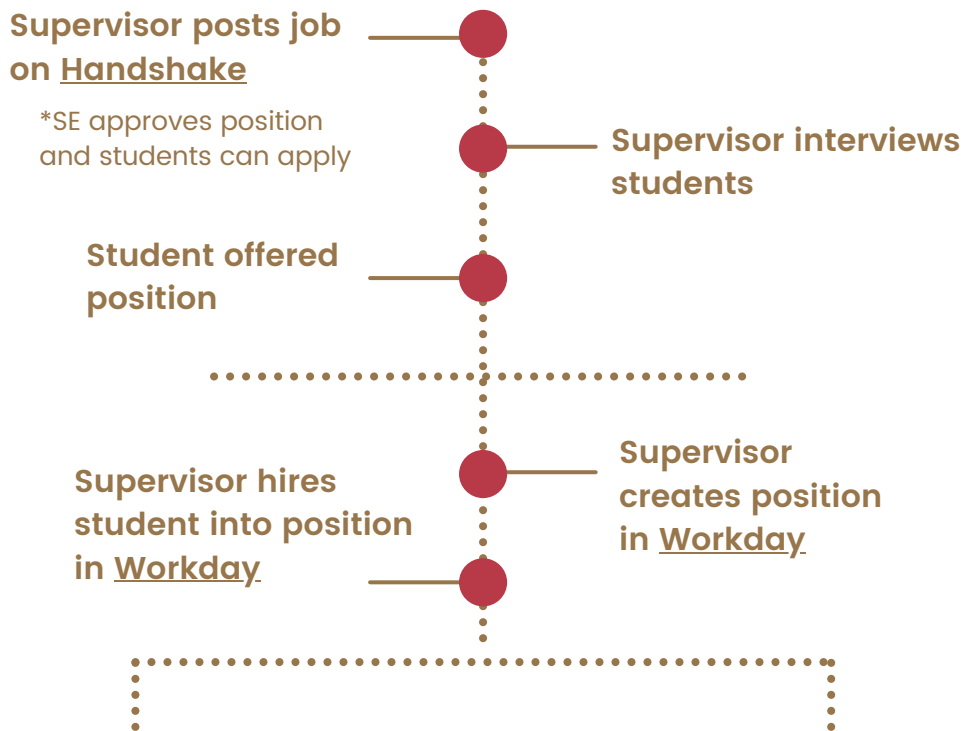 Supervisor posts job
on Handshake
*SE approves position
and students can apply
Supervisor interviews
students
Student offered
position
Supervisor
creates position
in Workday
Supervisor hires
student into position
in Workday